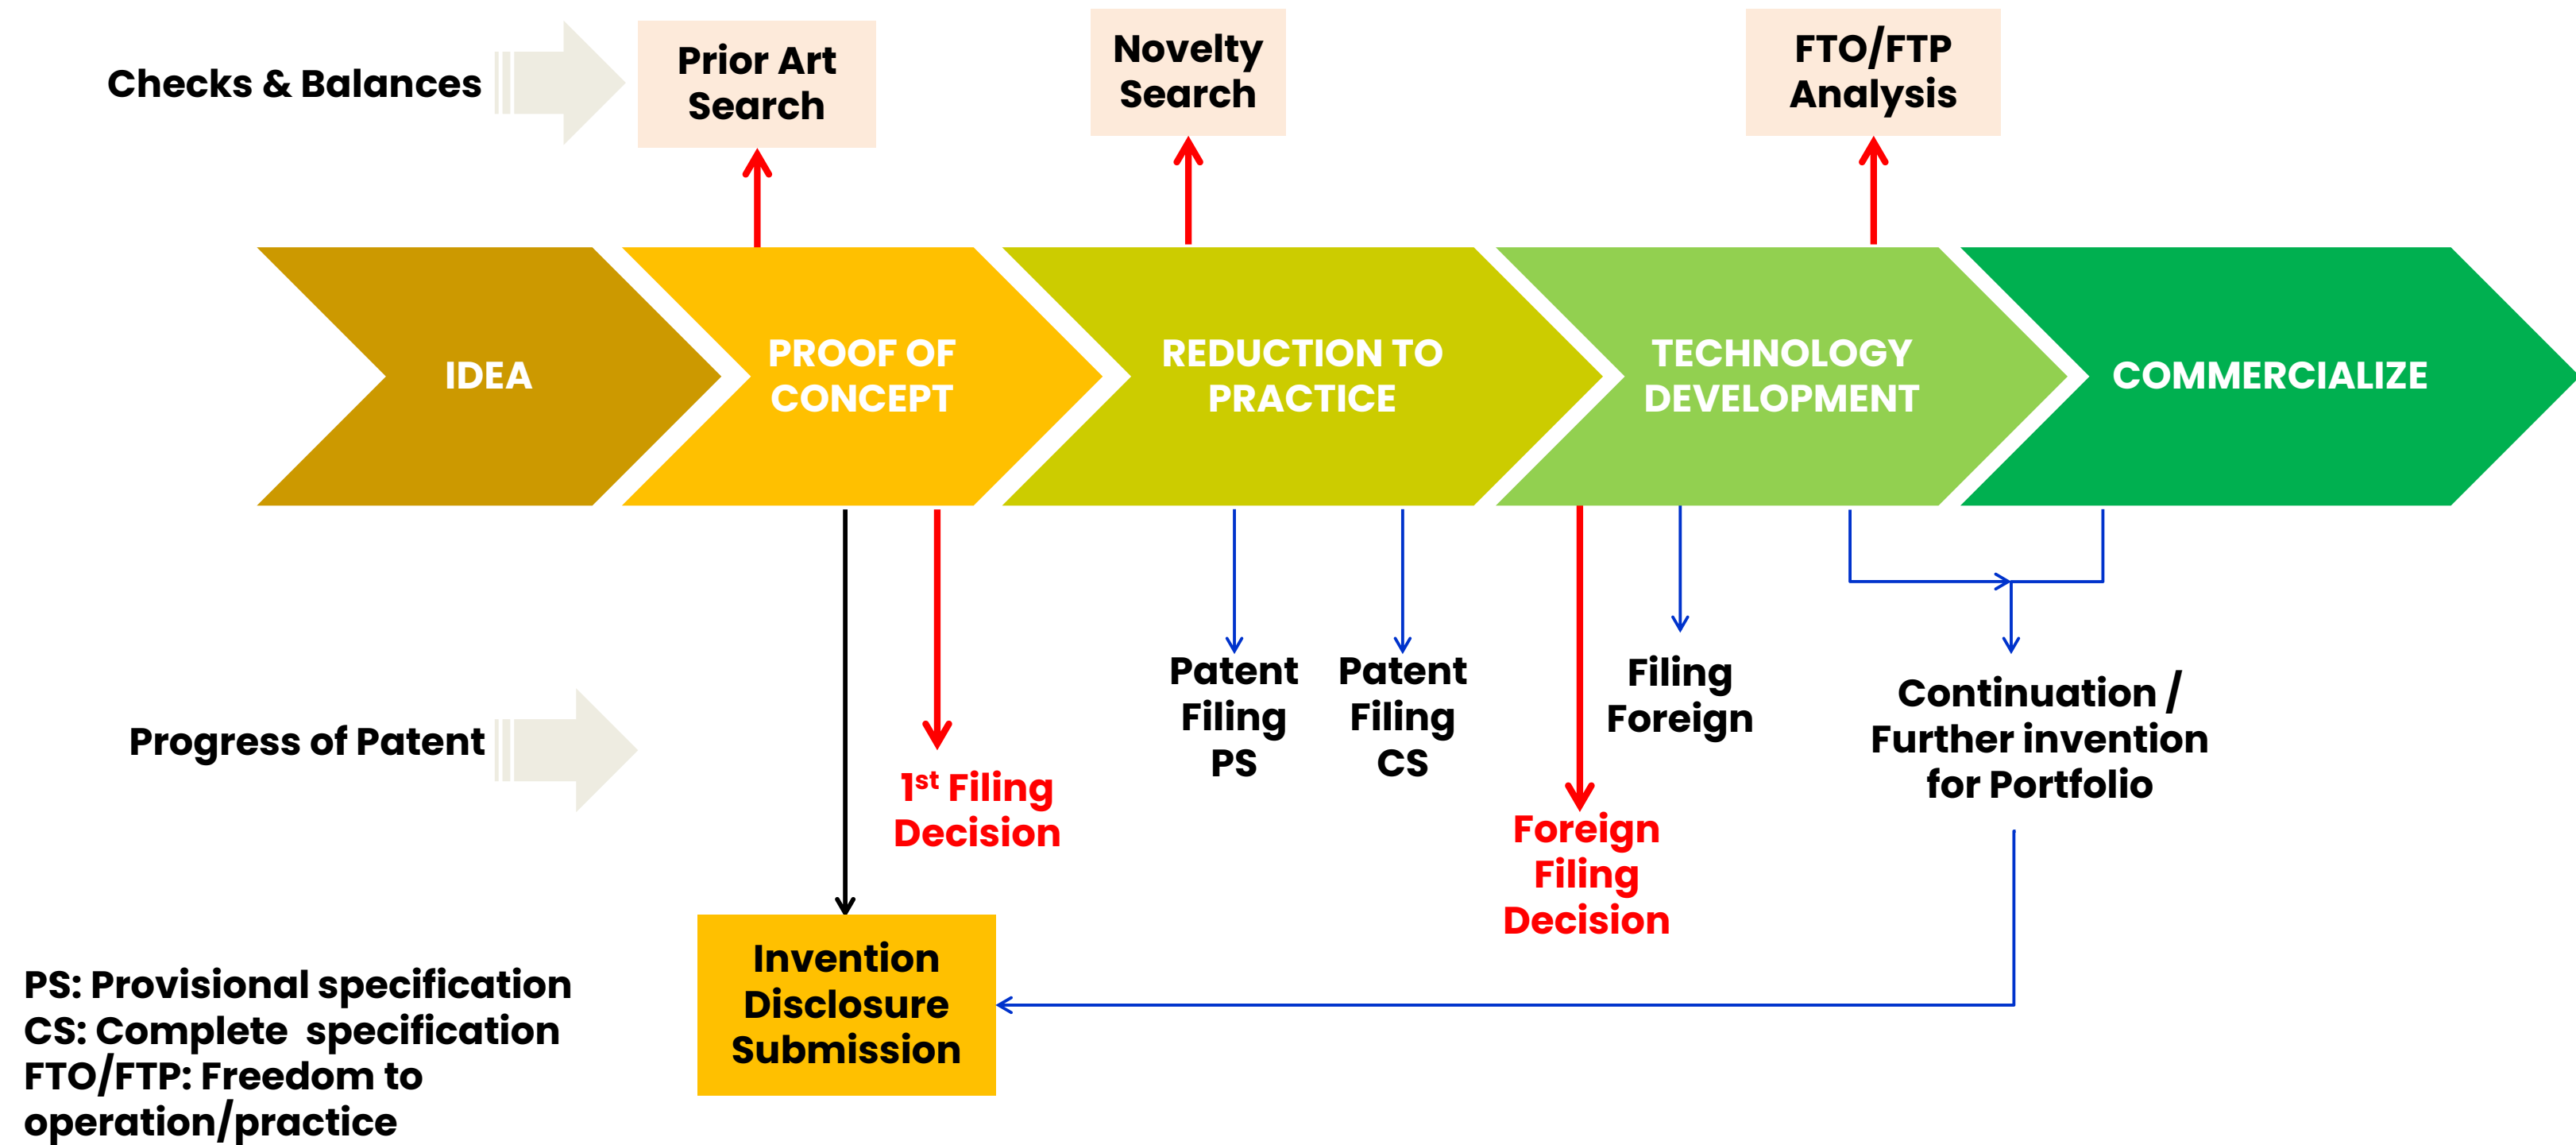 Checks & Balances
Prior Art
Search
Novelty
Search
FTO/FTP
Analysis
IDEA
PROOF OF
CONCEPT
REDUCTION TO
PRACTICE
TECHNOLOGY
DEVELOPMENT
COMMERCIALIZE
Progress of Patent
1st Filing
Decision
Patent
Filing
PS
Patent
Filing
CS
Filing
Foreign
Foreign
Filing
Decision
Continuation /
Further invention
for Portfolio
Invention
Disclosure
Submission
PS: Provisional specification
CS: Complete  specification
FTO/FTP: Freedom to
operation/practice